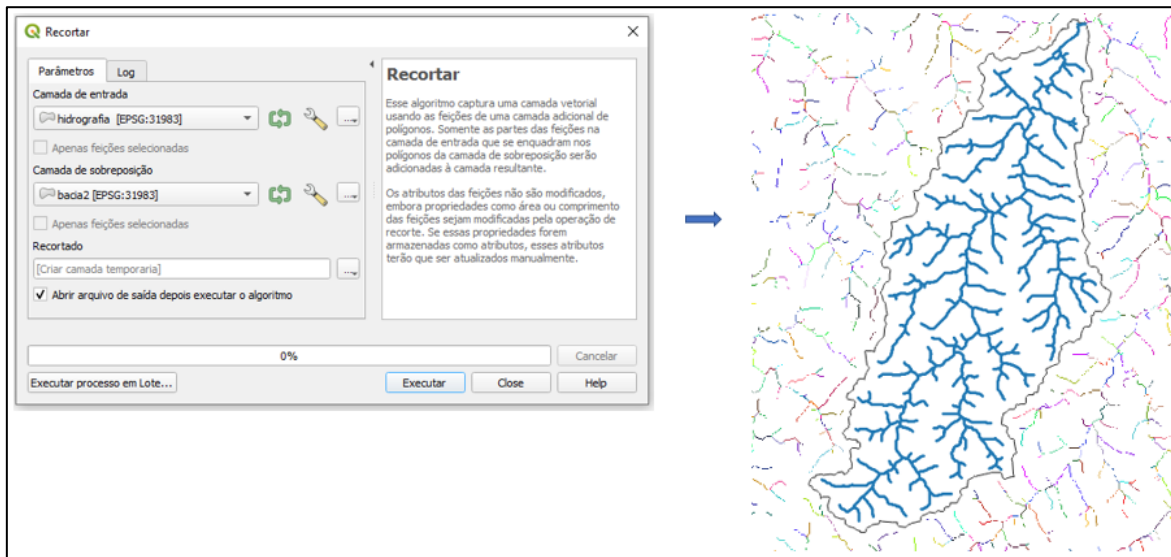 Recortar
Parâmetros
Log
Camada de entrada
hidrografia [EPSG:31983]
...
Apenas feições selecionadas
Camada de sobreposição
bacia2 [EPSG:31983]
...
Apenas feições selecionadas
Recortado
[Criar camada temporaria]
...
Abrir arquivo de saída depois executar o algoritmo
Recortar
Esse algoritmo captura uma camada vetorial
usando as feições de uma camada adicional de
polígonos. Somente as partes das feições na
camada de entrada que se enquadram nos
polígonos da camada de sobreposição serão
adicionadas à camada resultante.
Os atributos das feições não são modificados,
embora propriedades como área ou comprimento
das feições sejam modificadas pela operação de
recorte. Se essas propriedades forem
armazenadas como atributos, esses atributos
terão que ser atualizados manualmente.
0%
Cancelar
Executar processo em Lote...
Executar
Close
Help